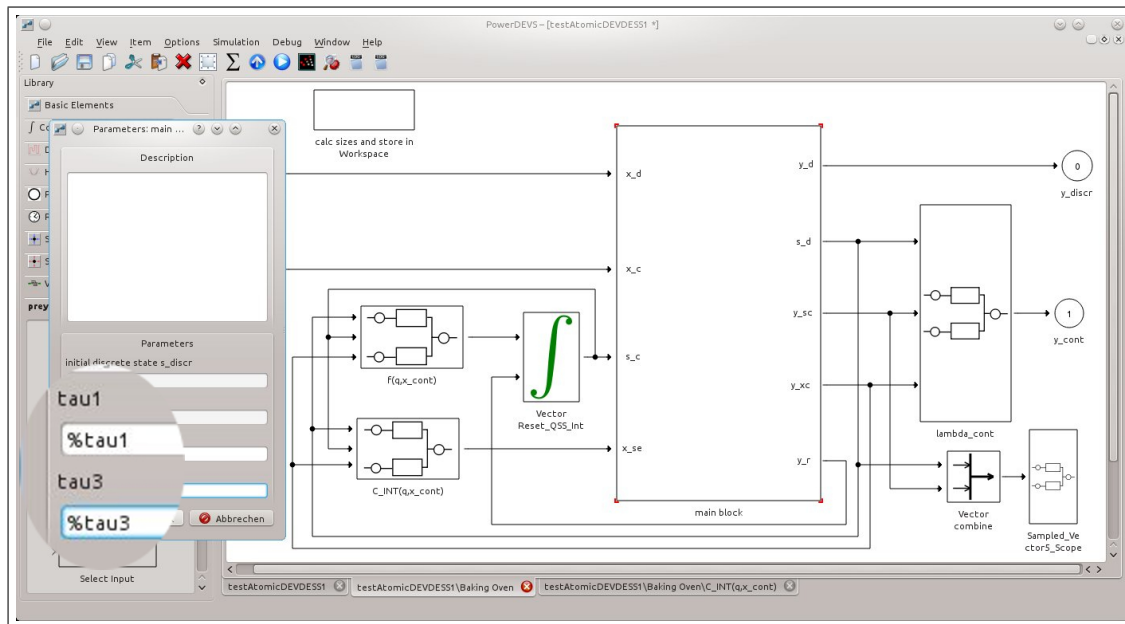 PowerDEVS – [testAtomicDEVDESS1 *]
File Edit View Item Options Simulation Debug Window Help
Library
Basic Elements
Parameters: main ...
Description
Parameters
initial discrete state s_discr
tau1
%tau1
tau3
%tau3
Abbrechen
Select Input
calc sizes and store in
Workspace
x_d
x_c
s_c
x_se
y_d
s_d
y_sc
y_xc
y_r
main block
f(q,x_cont)
C_INT(q,x_cont)
Vector
Reset_QSS_Int
0
y_discr
1
y_cont
lambda_cont
Vector
combine
Sampled_Ve
ctor5_Scope
testAtomicDEVDESS1
testAtomicDEVDESS1\Baking Oven
testAtomicDEVDESS1\Baking Oven\C_INT(q,x_cont)